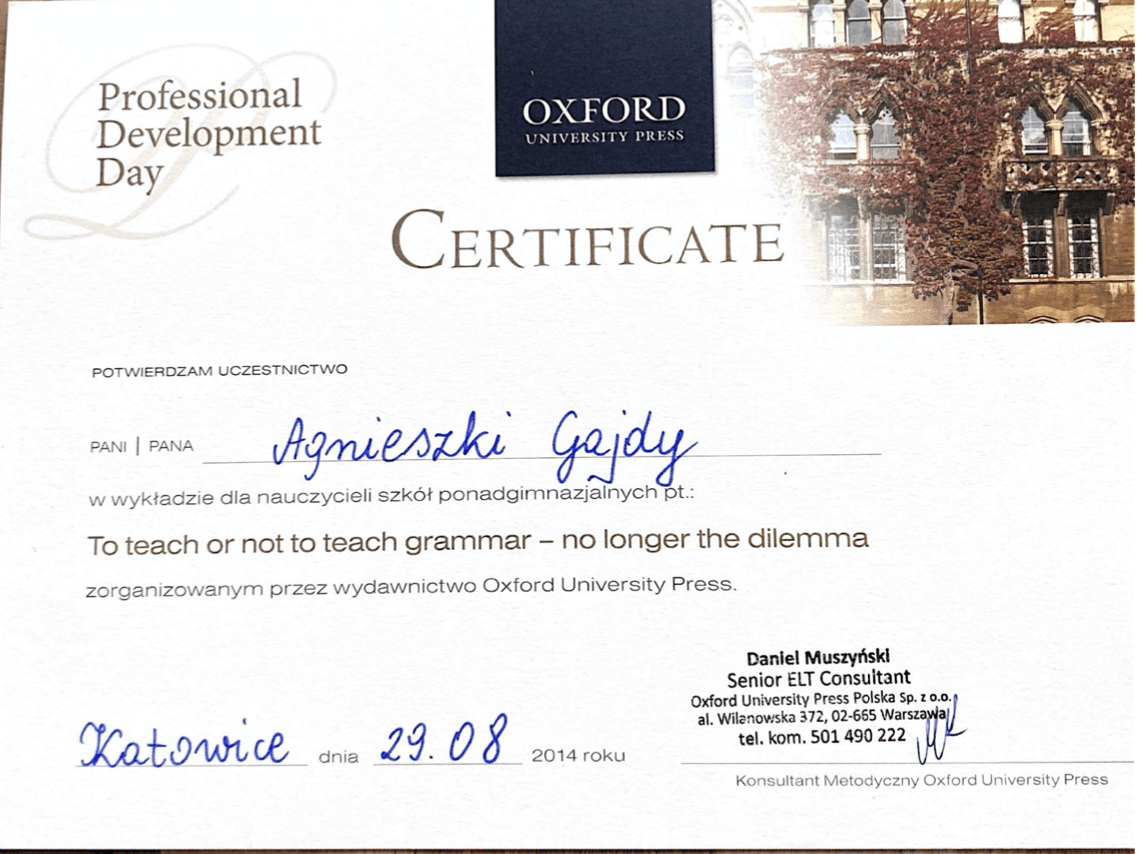 Professional
Development
Day
OXFORD
UNIVERSITY PRESS
CERTIFICATE
POTWIERDZAM UCZESTNICTWO
PANI | PANA Agnieszki Gajdy
w wykładzie dla nauczycieli szkół ponadgimnazjalnych pt.:
To teach or not to teach grammar – no longer the dilemma
zorganizowanym przez wydawnictwo Oxford University Press.
Daniel Muszyński
Senior ELT Consultant
Oxford University Press Polska Sp. z o.o.
al. Wilanowska 372, 02-665 Warszawa
tel. kom. 501 490 222
Katowice dnia 29.08 2014 roku
Konsultant Metodyczny Oxford University Press